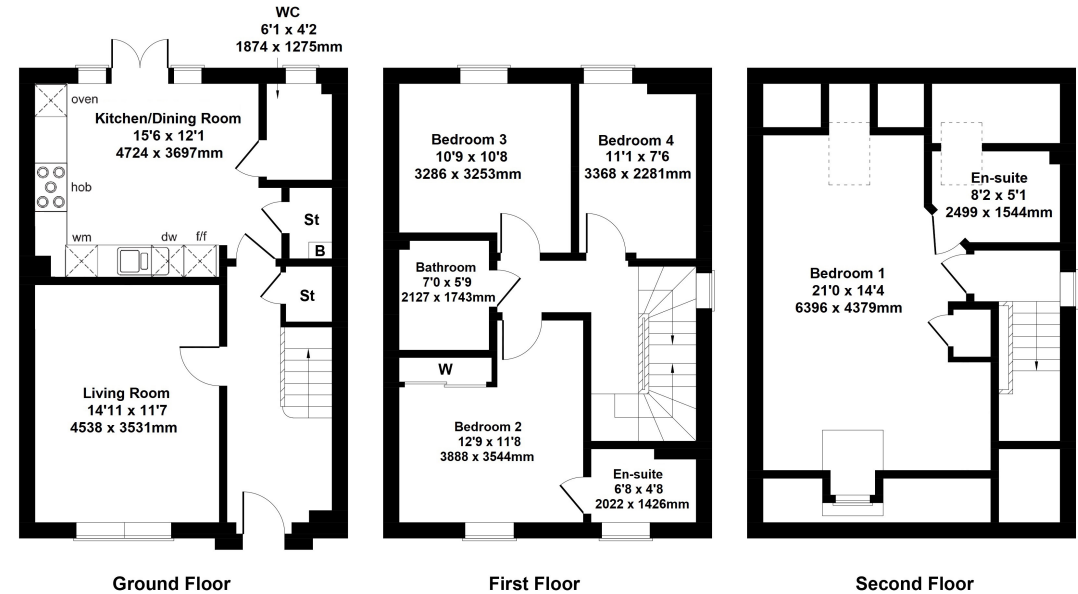 WC
6'1 x 4'2
1874 x 1275mm
oven
Kitchen/Dining Room
15'6 x 12'1
4724 x 3697mm
hob
wm
dw
f/f
St
B
St
Living Room
14'11 x 11'7
4538 x 3531mm
Ground Floor
Bedroom 3
10'9 x 10'8
3286 x 3253mm
Bedroom 4
11'1 x 7'6
3368 x 2281mm
Bathroom
7'0 x 5'9
2127 x 1743mm
W
Bedroom 2
12'9 x 11'8
3888 x 3544mm
En-suite
6'8 x 4'8
2022 x 1426mm
First Floor
En-suite
8'2 x 5'1
2499 x 1544mm
Bedroom 1
21'0 x 14'4
6396 x 4379mm
Second Floor